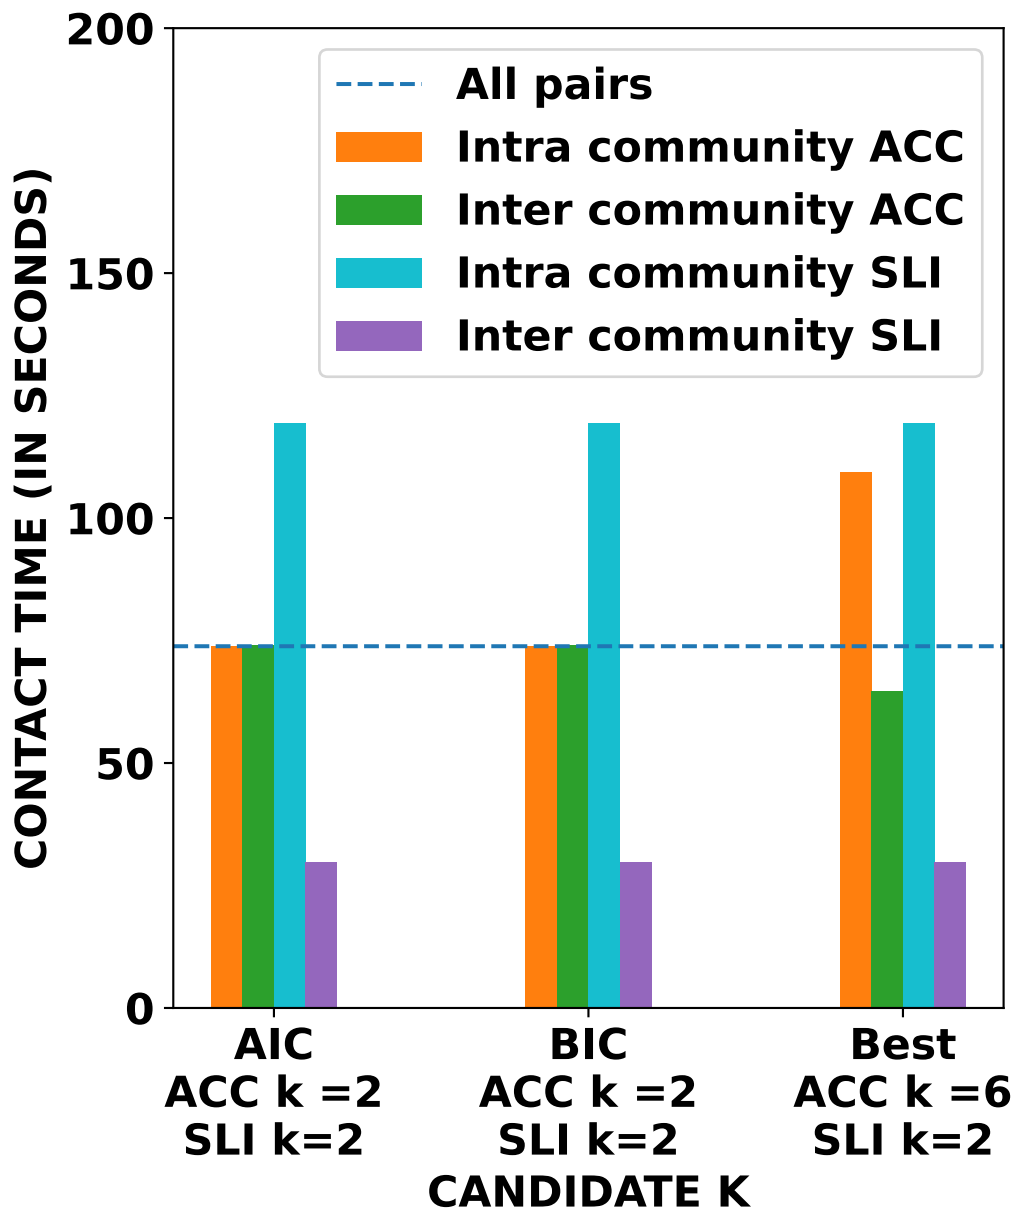 200
150
100
50
0
CONTACT TIME (IN SECONDS)
All pairs
Intra community ACC
Inter community ACC
Intra community SLI
Inter community SLI
AIC
ACC k =2
SLI k=2
BIC
ACC k =2
SLI k=2
Best
ACC k =6
SLI k=2
CANDIDATE K